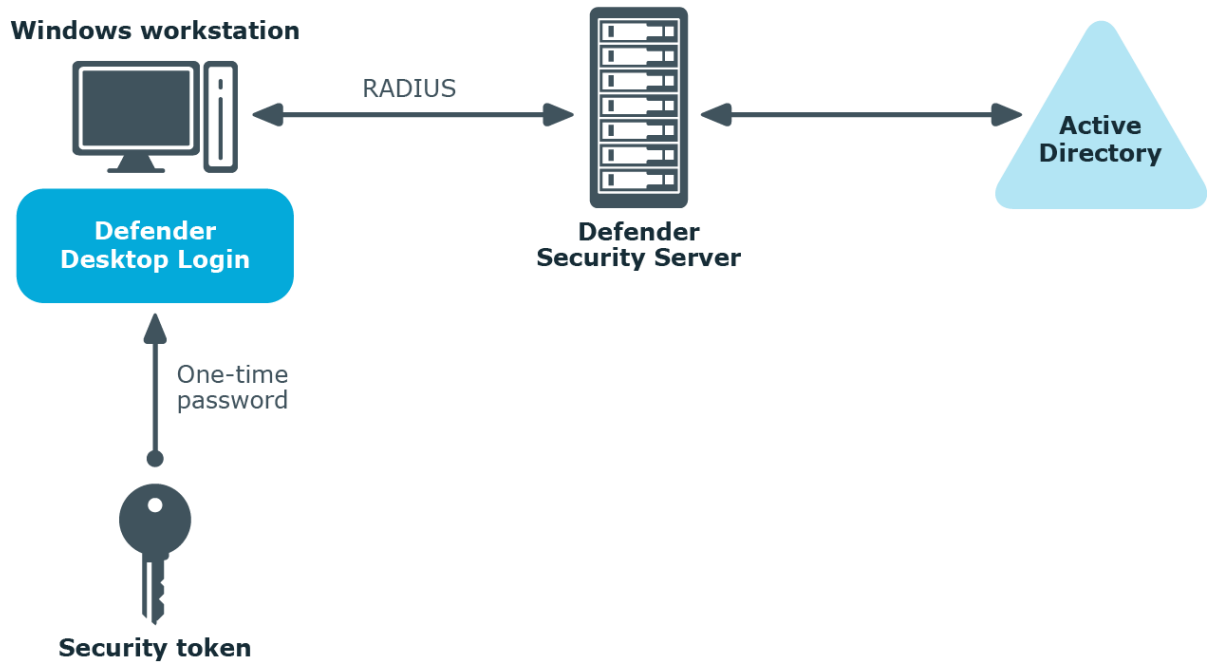 Windows workstation
RADIUS
Active
Directory
Defender
Desktop Login
Defender
Security Server
One-time
password
Security token